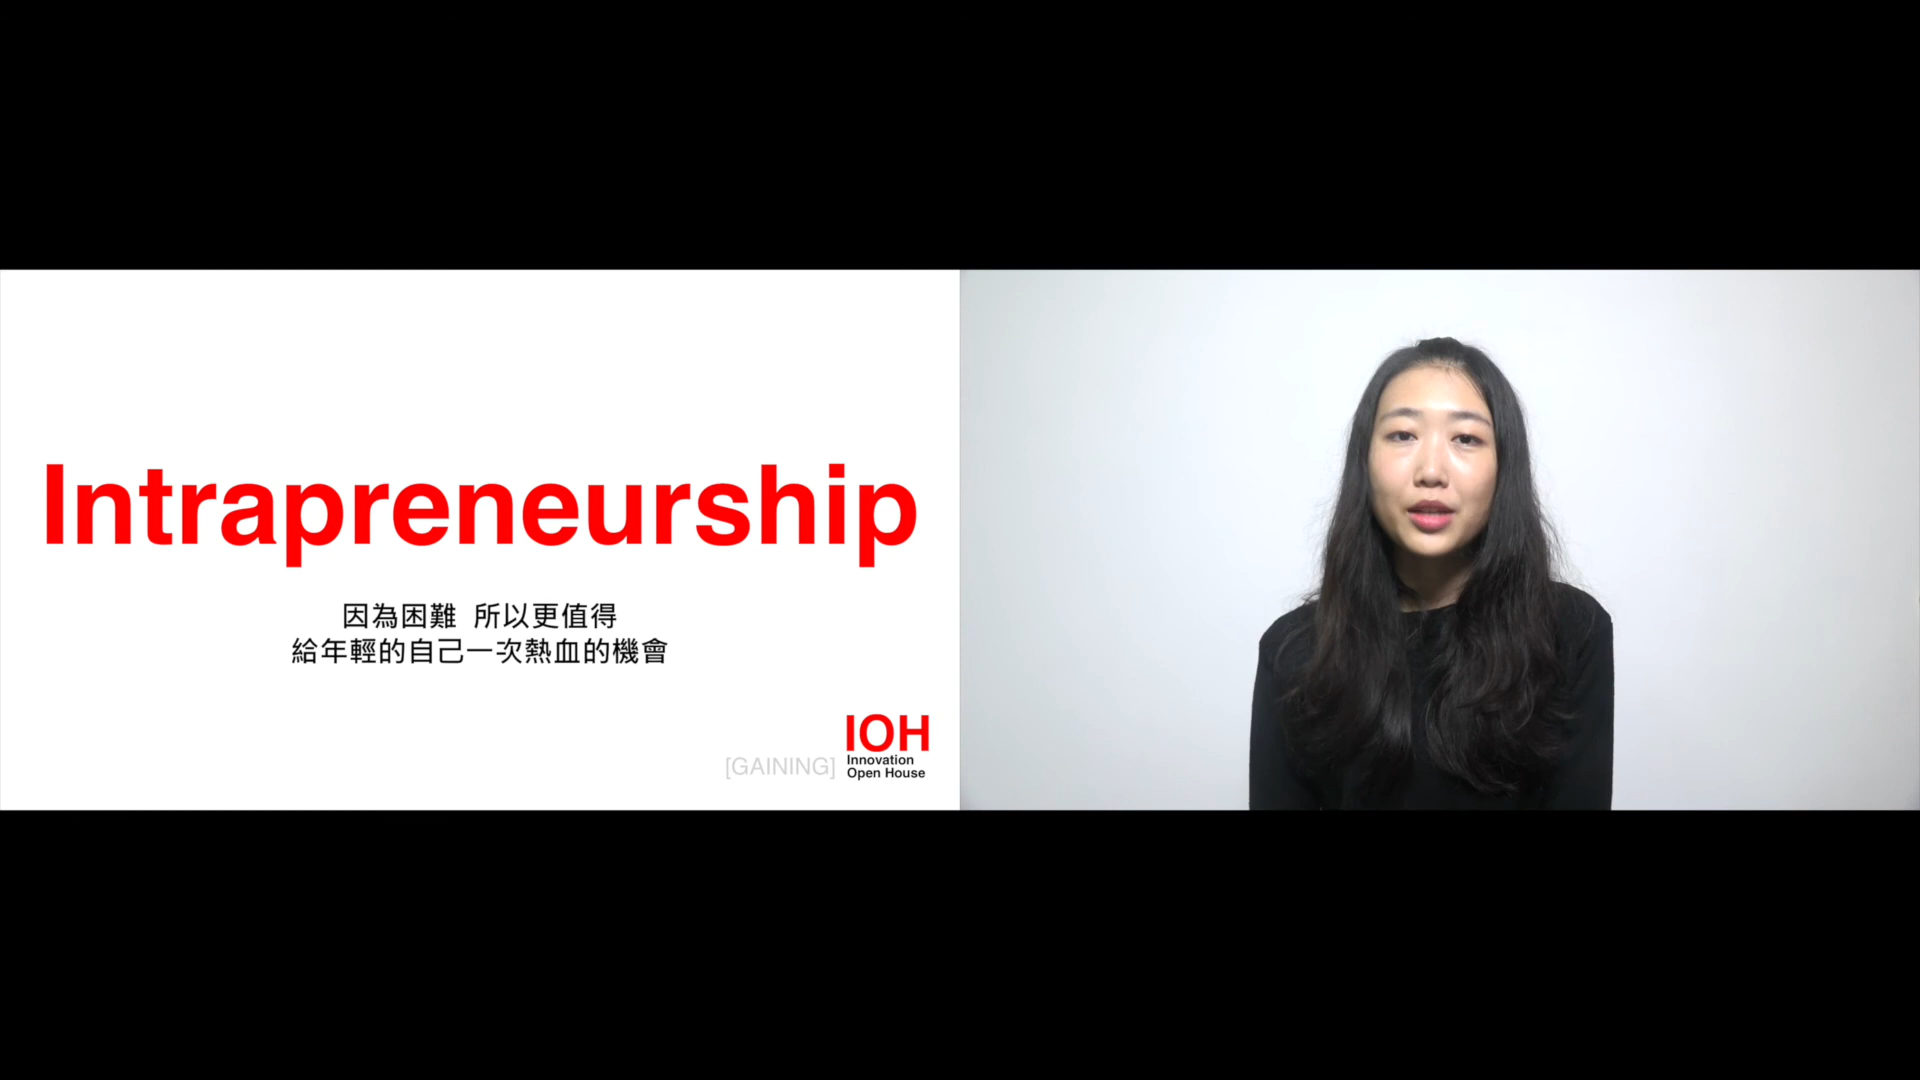 Intrapreneurship
因為困難 所以更值得
給年輕的自己一次熱血的機會
[GAINING]
IOH
Innovation
Open House